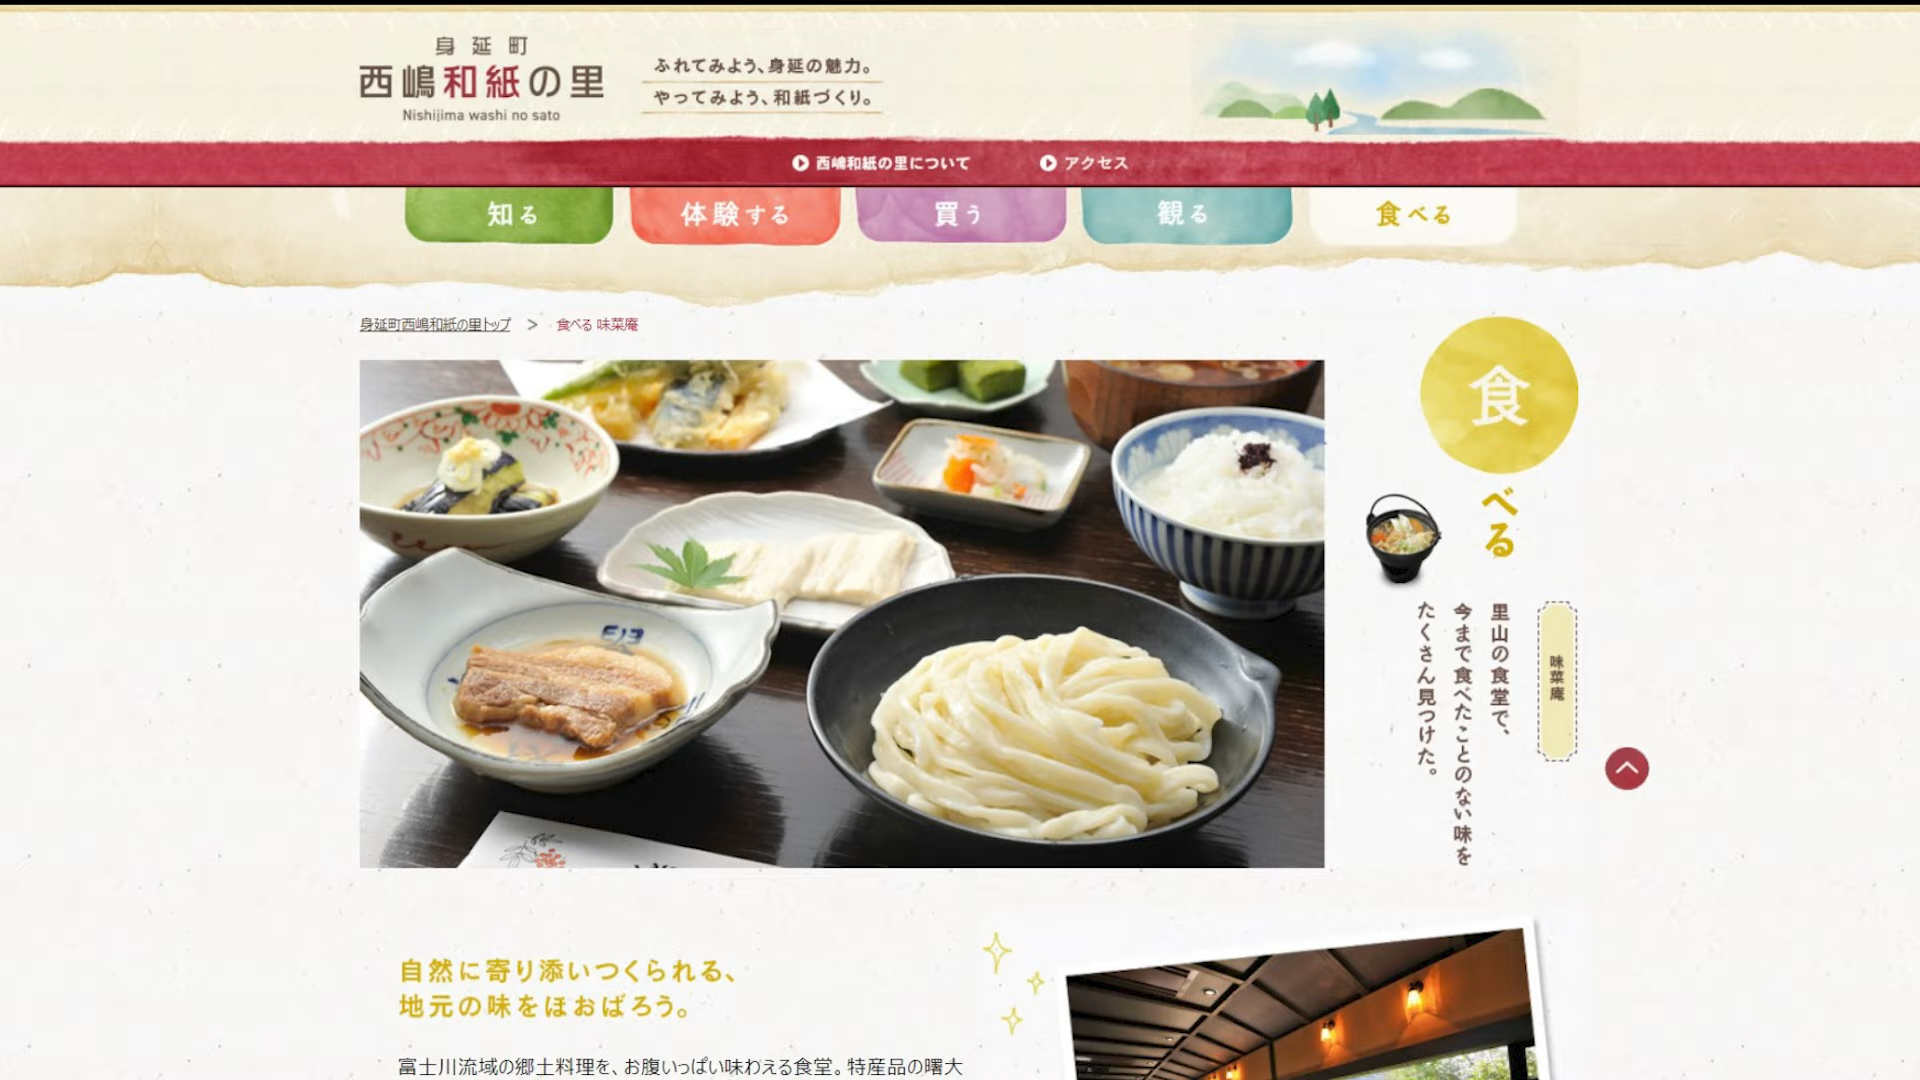 身延町
西嶋和紙の里
Nishijima washi no sato
ふれてみよう、身延の魅力。
やってみよう、和紙づくり。
西嶋和紙の里について
アクセス
知る
体験する
買う
観る
食べる
身延町西嶋和紙の里トップ > 食べる 味菜庵
食べる
味菜庵
里山の食堂で、
今まで食べたことのない味を
たくさん見つけた。
自然に寄り添いつくられる、
地元の味をほおばろう。
富士川流域の郷土料理を、お腹いっぱい味わえる食堂。特産品の曙大